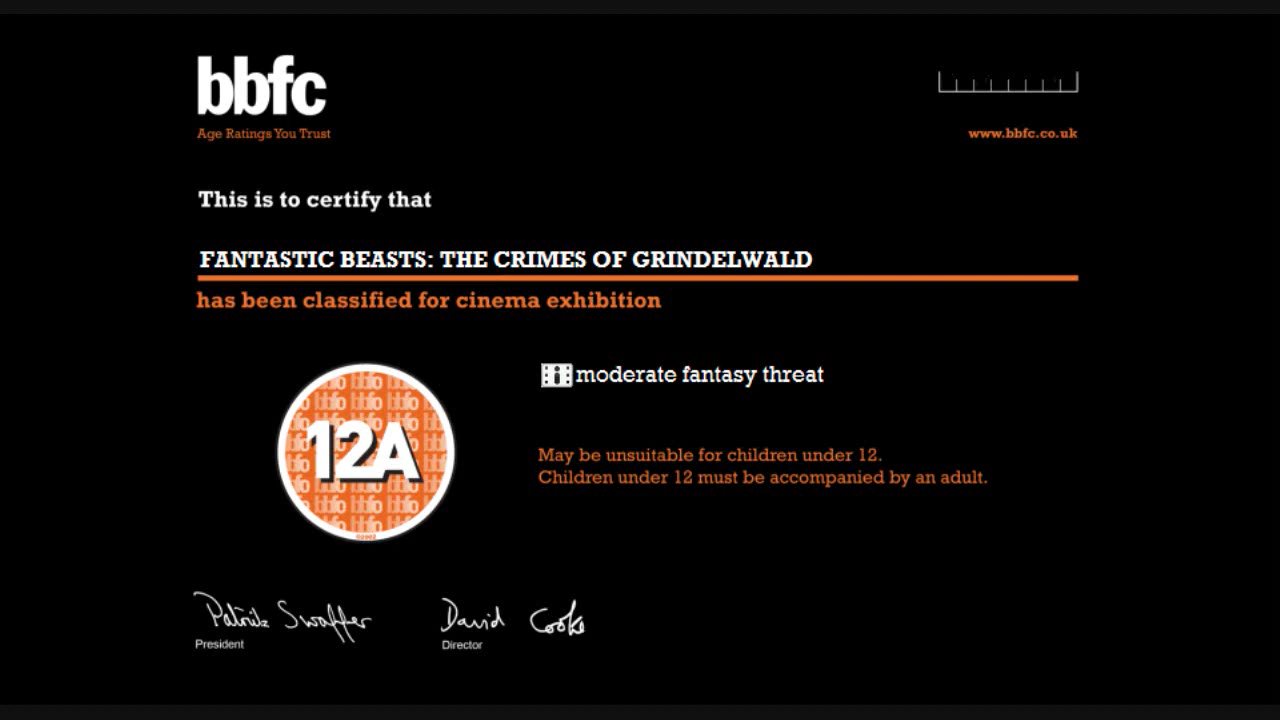 bbfc
Age Ratings You Trust
www.bbfc.co.uk
This is to certify that
FANTASTIC BEASTS: THE CRIMES OF GRINDELWALD
has been classified for cinema exhibition
i moderate fantasy threat
12A
May be unsuitable for children under 12.
Children under 12 must be accompanied by an adult.
Patrick Swaffer
President
David Cooke
Director